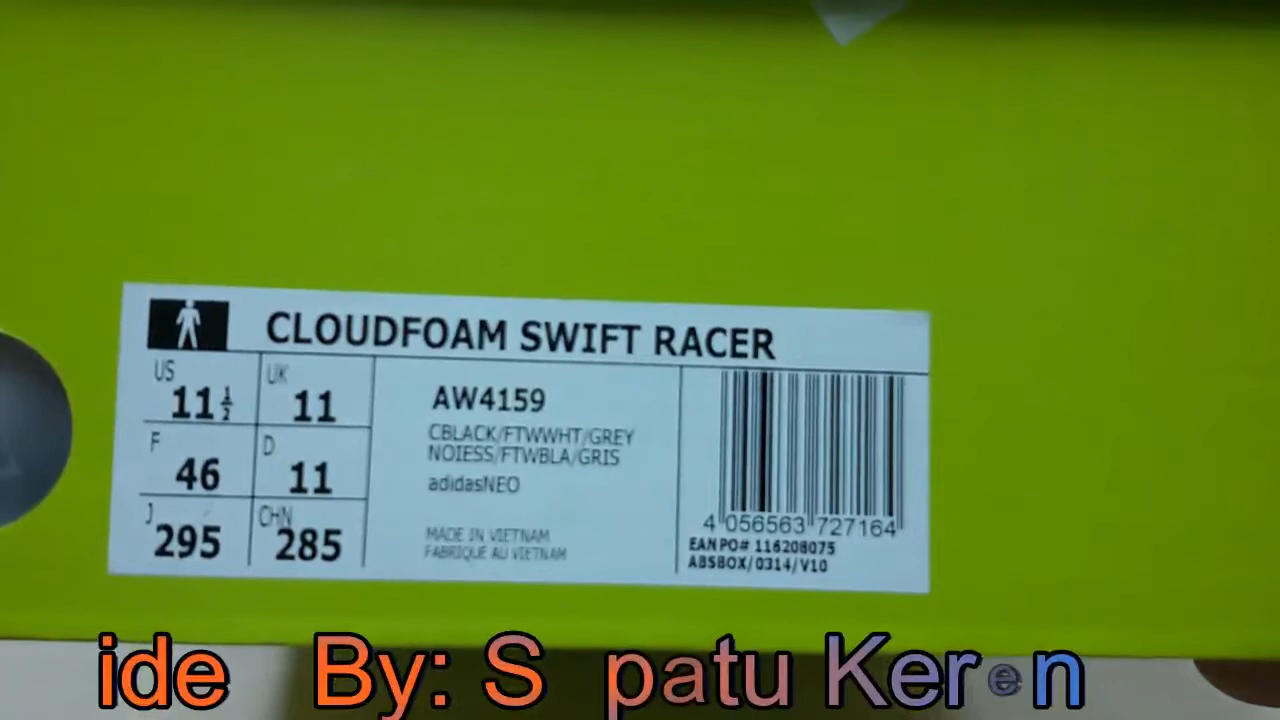 CLOUDFOAM SWIFT RACER
US 11½ UK 11
F 46 D 11
J 295 CHN 285
AW4159
CBLACK/FTWWHT/GREY
NOIESS/FTWBLA/GRIS
adidasNEO
MADE IN VIETNAM
FABRIQUE AU VIETNAM
4 056563 727164
EAN PO# 116208075
ABSBOX/0314/V10
ide By: S patu Keren